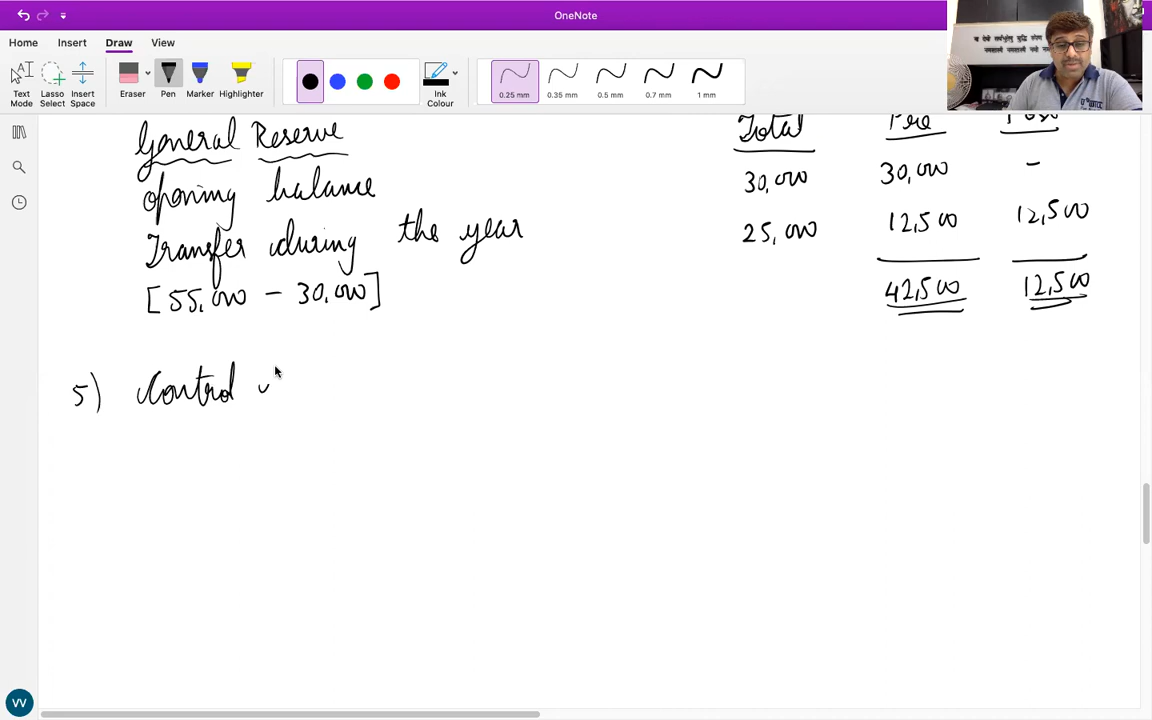 OneNote
Home Insert Draw View
Text Mode Lasso Select Insert Space Eraser Pen Marker Highlighter Ink Colour 0.25 mm 0.35 mm 0.5 mm 0.7 mm 1 mm
General Reserve Total Pre Post
opening balance 30,000 30,000 -
Transfer during the year 25,000 12,500 12,500
[55,000 - 30,000] 42,500 12,500
5) Control
VV